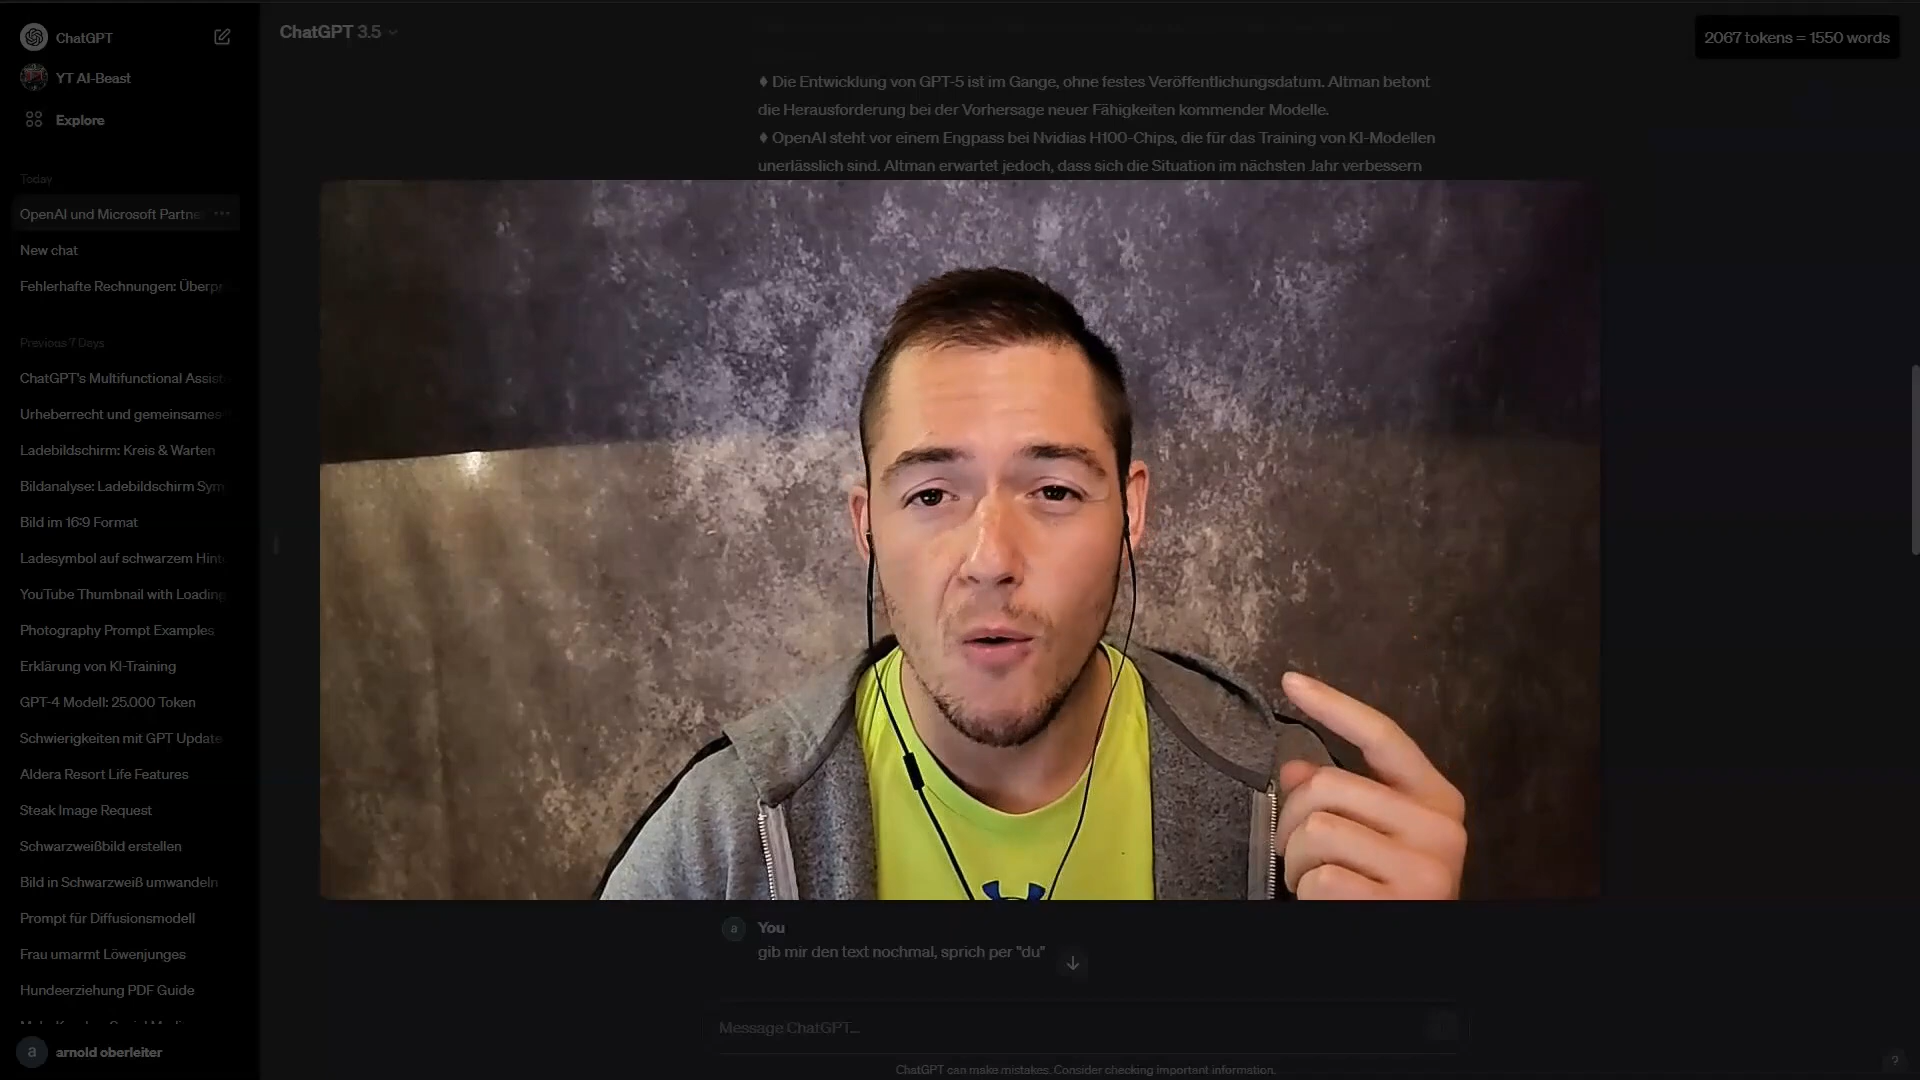 ChatGPT
YT AI-Beast
Explore
Today
OpenAI und Microsoft Partne
New chat
Fehlerhafte Rechnungen: Überpr
Previous 7 Days
ChatGPT's Multifunctional Assist
Urheberrecht und gemeinsames
Ladebildschirm: Kreis & Warten
Bildanalyse: Ladebildschirm Sym
Bild im 16:9 Format
Ladesymbol auf schwarzem Hint
YouTube Thumbnail with Loading
Photography Prompt Examples
Erklärung von KI-Training
GPT-4 Modell: 25.000 Token
Schwierigkeiten mit GPT Update
Aldera Resort Life Features
Steak Image Request
Schwarzweißbild erstellen
Bild in Schwarzweiß umwandeln
Prompt für Diffusionsmodell
Frau umarmt Löwenjunges
Hundeerziehung PDF Guide
a
arnold oberleiter
ChatGPT 3.5
2067 tokens = 1550 words
♦ Die Entwicklung von GPT-5 ist im Gange, ohne festes Veröffentlichungsdatum. Altman betont
die Herausforderung bei der Vorhersage neuer Fähigkeiten kommender Modelle.
♦ OpenAI steht vor einem Engpass bei Nvidias H100-Chips, die für das Training von KI-Modellen
unerlässlich sind. Altman erwartet jedoch, dass sich die Situation im nächsten Jahr verbessern
a
You
gib mir den text nochmal, sprich per "du"
Message ChatGPT...
ChatGPT can make mistakes. Consider checking important information.
?